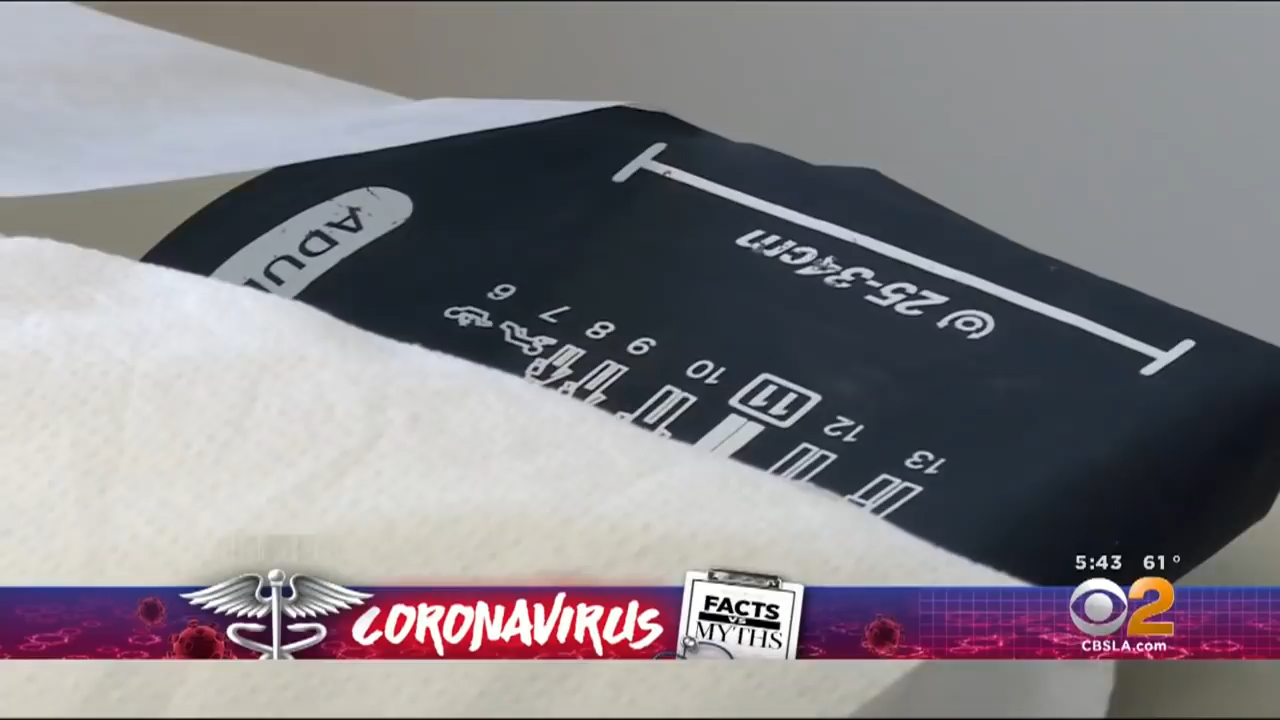 ADU
25-34cm
6
7
8
9
10
11
12
13
5:43 61°
CORONAVIRUS
FACTS
VS
MYTHS
2
CBSLA.com